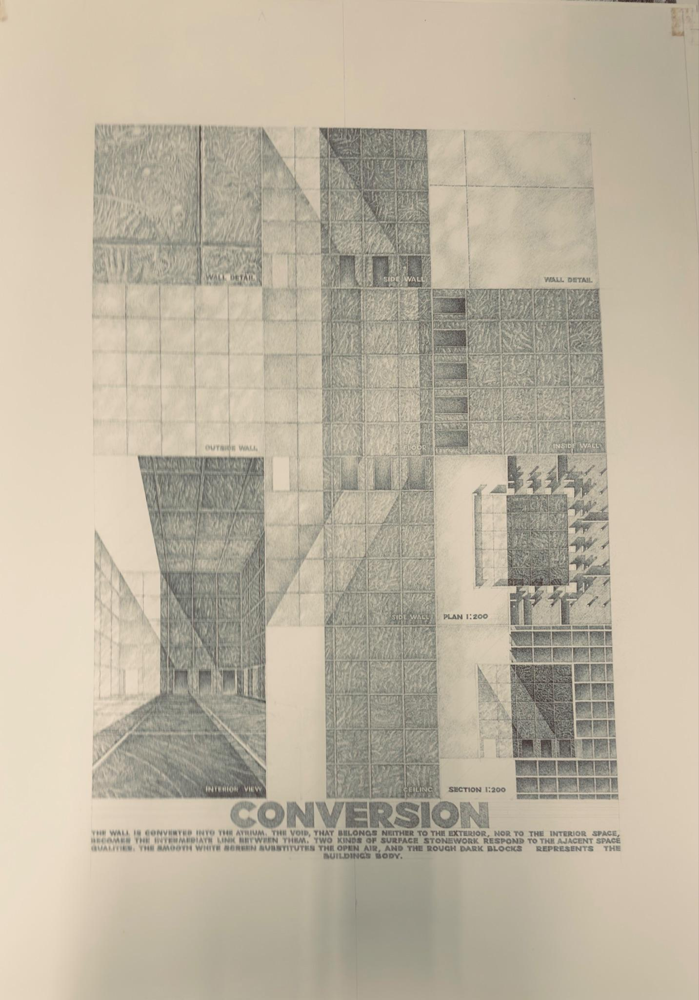 WALL DETAIL
SIDE WALL
WALL DETAIL
OUTSIDE WALL
FLOOR
INSIDE WALL
SIDE WALL
PLAN 1:200
INTERIOR VIEW
CEILING
SECTION 1:200
CONVERSION
THE WALL IS CONVERTED INTO THE ATRIUM. THE VOID, THAT BELONGS NEITHER TO THE EXTERIOR, NOR TO THE INTERIOR SPACE,
BECOMES THE INTERMEDIATE LINK BETWEEN THEM. TWO KINDS OF SURFACE STONEWORK RESPOND TO THE AJACENT SPACE
QUALITIES. THE SMOOTH WHITE SCREEN SUBSTITUTES THE OPEN AIR, AND THE ROUGH DARK BLOCKS REPRESENTS THE
BUILDINGS BODY.